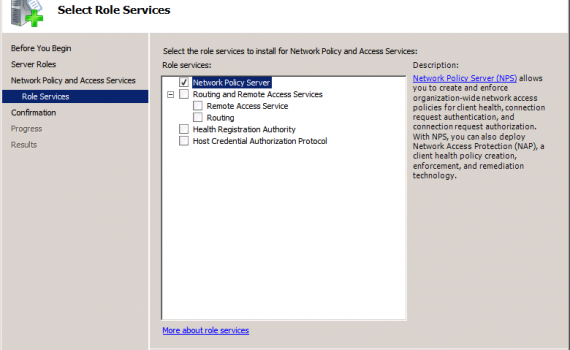 Select Role Services
Before You Begin
Server Roles
Network Policy and Access Services
Role Services
Confirmation
Progress
Results
Select the role services to install for Network Policy and Access Services:
Role services:
Network Policy Server
Routing and Remote Access Services
Remote Access Service
Routing
Health Registration Authority
Host Credential Authorization Protocol
More about role services
Description:
Network Policy Server (NPS) allows
you to create and enforce
organization-wide network access
policies for client health, connection
request authentication, and
connection request authorization.
With NPS, you can also deploy
Network Access Protection (NAP), a
client health policy creation,
enforcement, and remediation
technology.